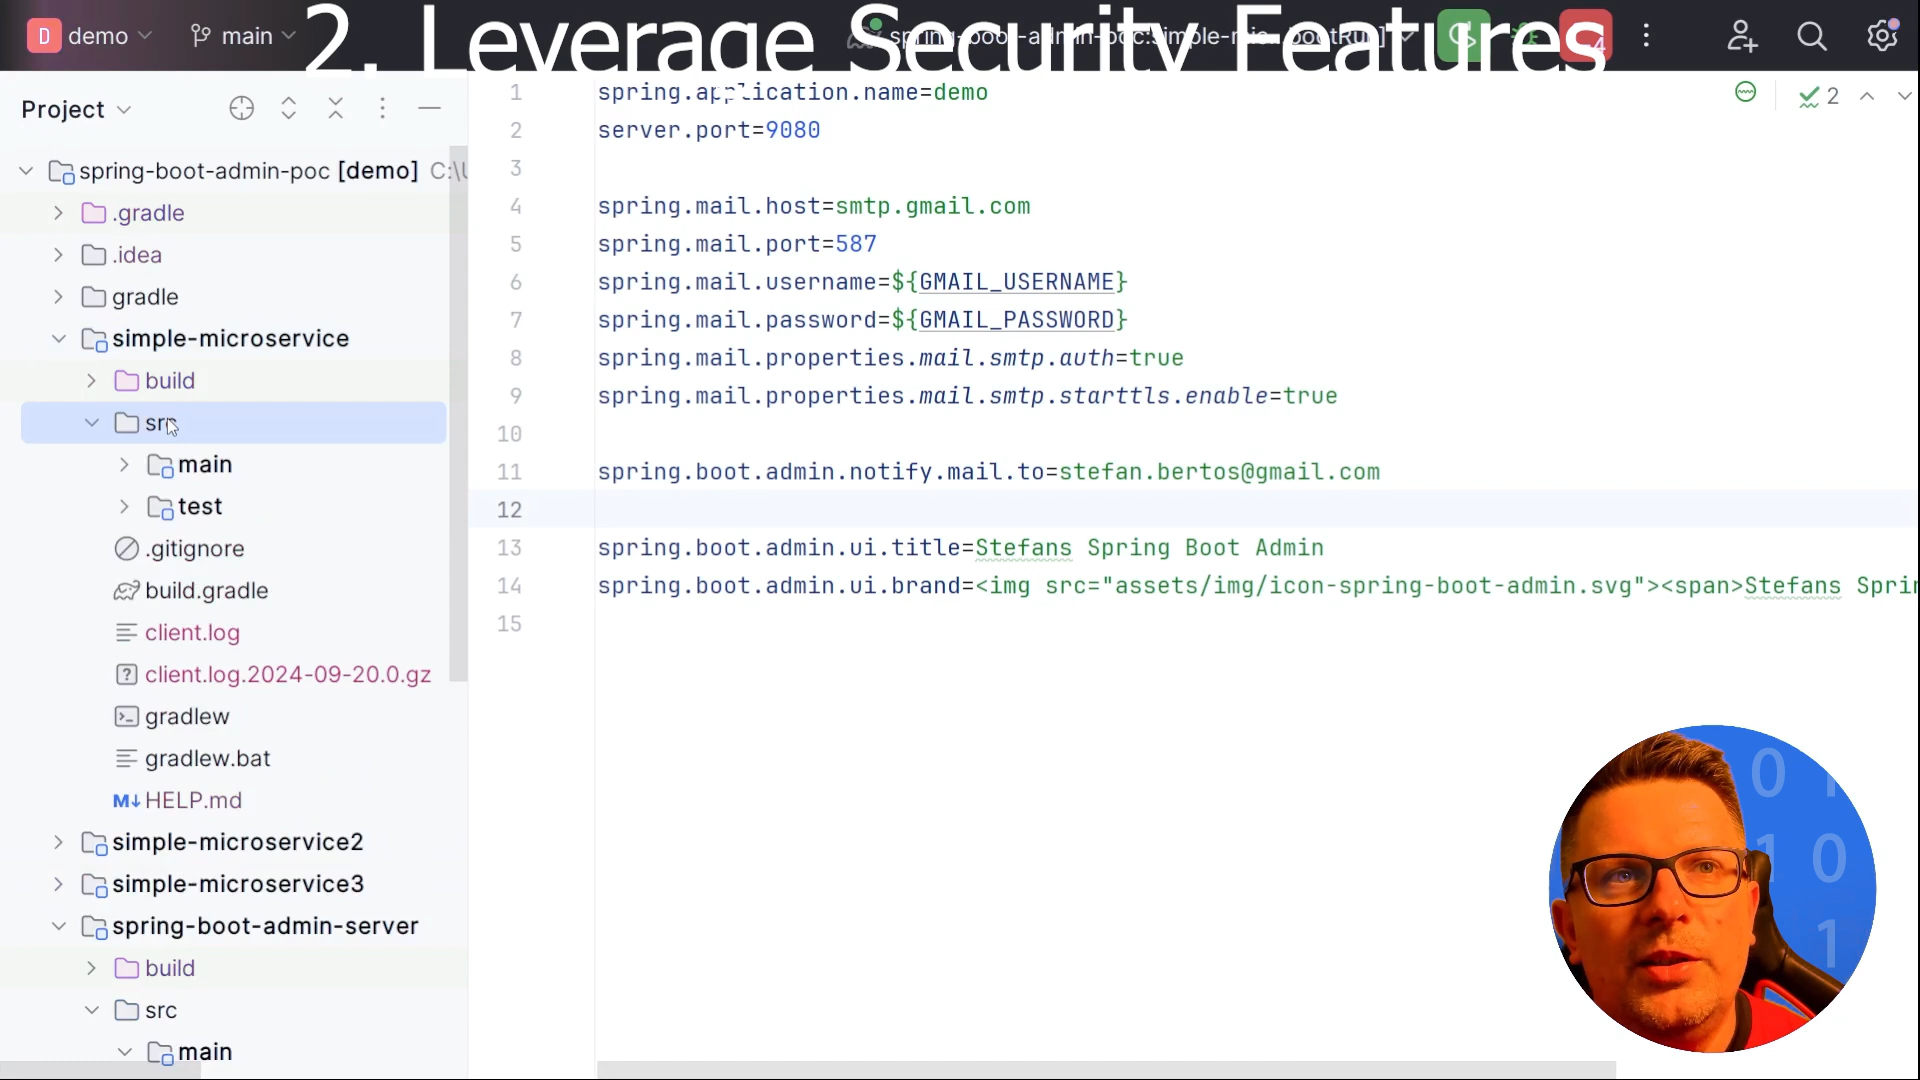 2. Leverage Security Features
D demo main
Project
spring-boot-admin-poc [demo]
.gradle
.idea
gradle
simple-microservice
build
src
main
test
.gitignore
build.gradle
client.log
client.log.2024-09-20.0.gz
gradlew
gradlew.bat
M↓ HELP.md
simple-microservice2
simple-microservice3
spring-boot-admin-server
build
src
main
1 spring.application.name=demo
2 server.port=9080
3
4 spring.mail.host=smtp.gmail.com
5 spring.mail.port=587
6 spring.mail.username=${GMAIL_USERNAME}
7 spring.mail.password=${GMAIL_PASSWORD}
8 spring.mail.properties.mail.smtp.auth=true
9 spring.mail.properties.mail.smtp.starttls.enable=true
10
11 spring.boot.admin.notify.mail.to=stefan.bertos@gmail.com
12
13 spring.boot.admin.ui.title=Stefans Spring Boot Admin
14 spring.boot.admin.ui.brand=<img src="assets/img/icon-spring-boot-admin.svg"><span>Stefans Sprin
15
2
0 1
1 0
1